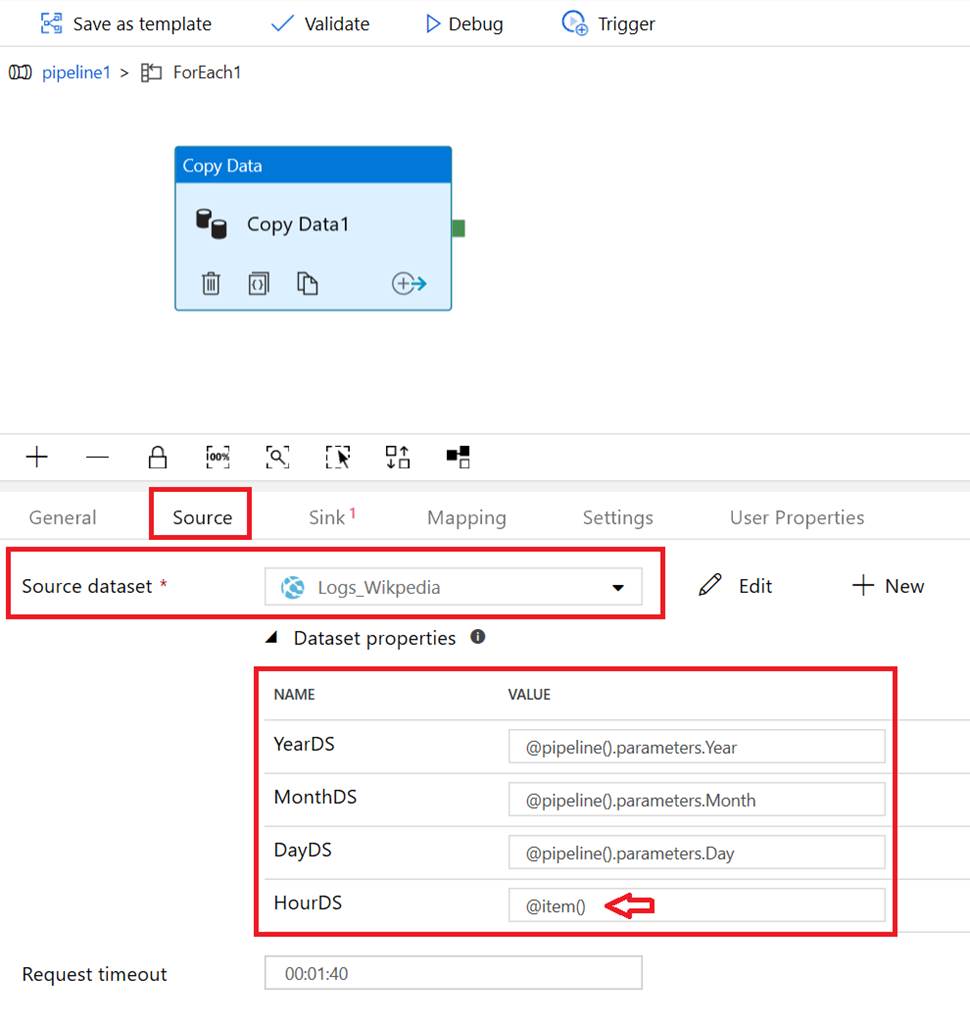 Save as template Validate Debug Trigger
pipeline1 > ForEach1
Copy Data
Copy Data1
100%
General Source Sink 1 Mapping Settings User Properties
Source dataset * Logs_Wikpedia Edit New
Dataset properties
NAME VALUE
YearDS @pipeline().parameters.Year
MonthDS @pipeline().parameters.Month
DayDS @pipeline().parameters.Day
HourDS @item()
Request timeout 00:01:40